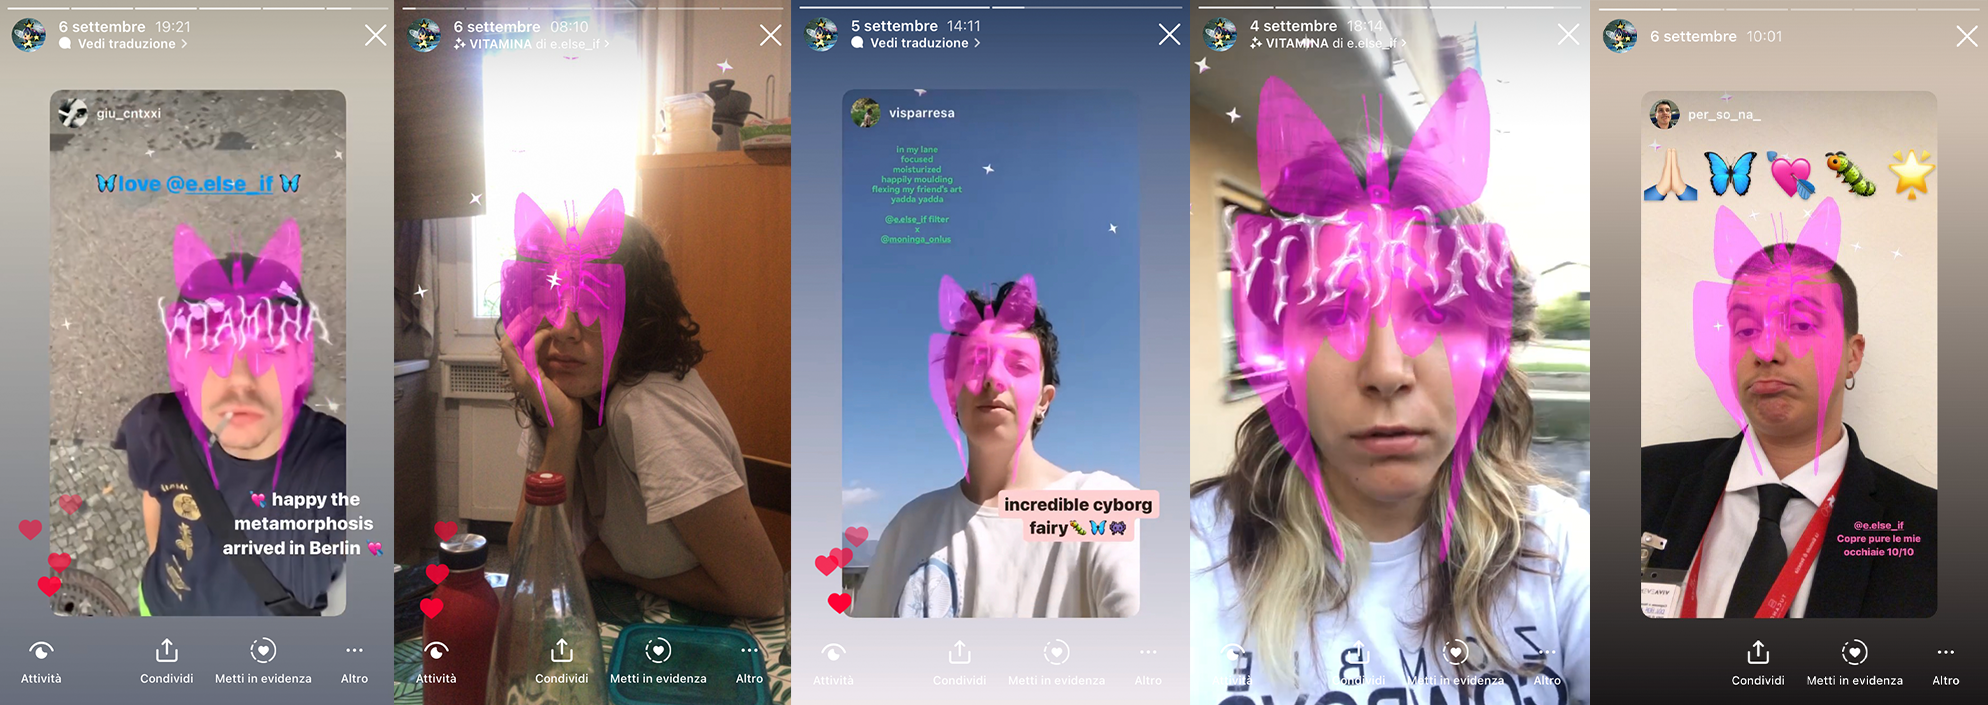 6 settembre 19:21
Vedi traduzione >
giu_cntxxi
love @e.else_if
VITAMINA
happy the
metamorphosis
arrived in Berlin
Attività
Condividi
Metti in evidenza
Altro
6 settembre 08:10
VITAMINA di e.else_if >
Attività
Condividi
Metti in evidenza
Altro
5 settembre 14:11
Vedi traduzione >
visparresa
in my lane
focused
moisturized
happily moulding
flexing my friend's art
yadda yadda
@e.else_if filter
x
@moninga_onlus
incredible cyborg
fairy
Attività
Condividi
Metti in evidenza
Altro
4 settembre 18:14
VITAMINA di e.else_if >
VITAMINA
Attività
Condividi
Metti in evidenza
Altro
6 settembre 10:01
per_so_na_
@e.else_if
Copre pure le mie
occhiaie 10/10
Condividi
Metti in evidenza
Altro